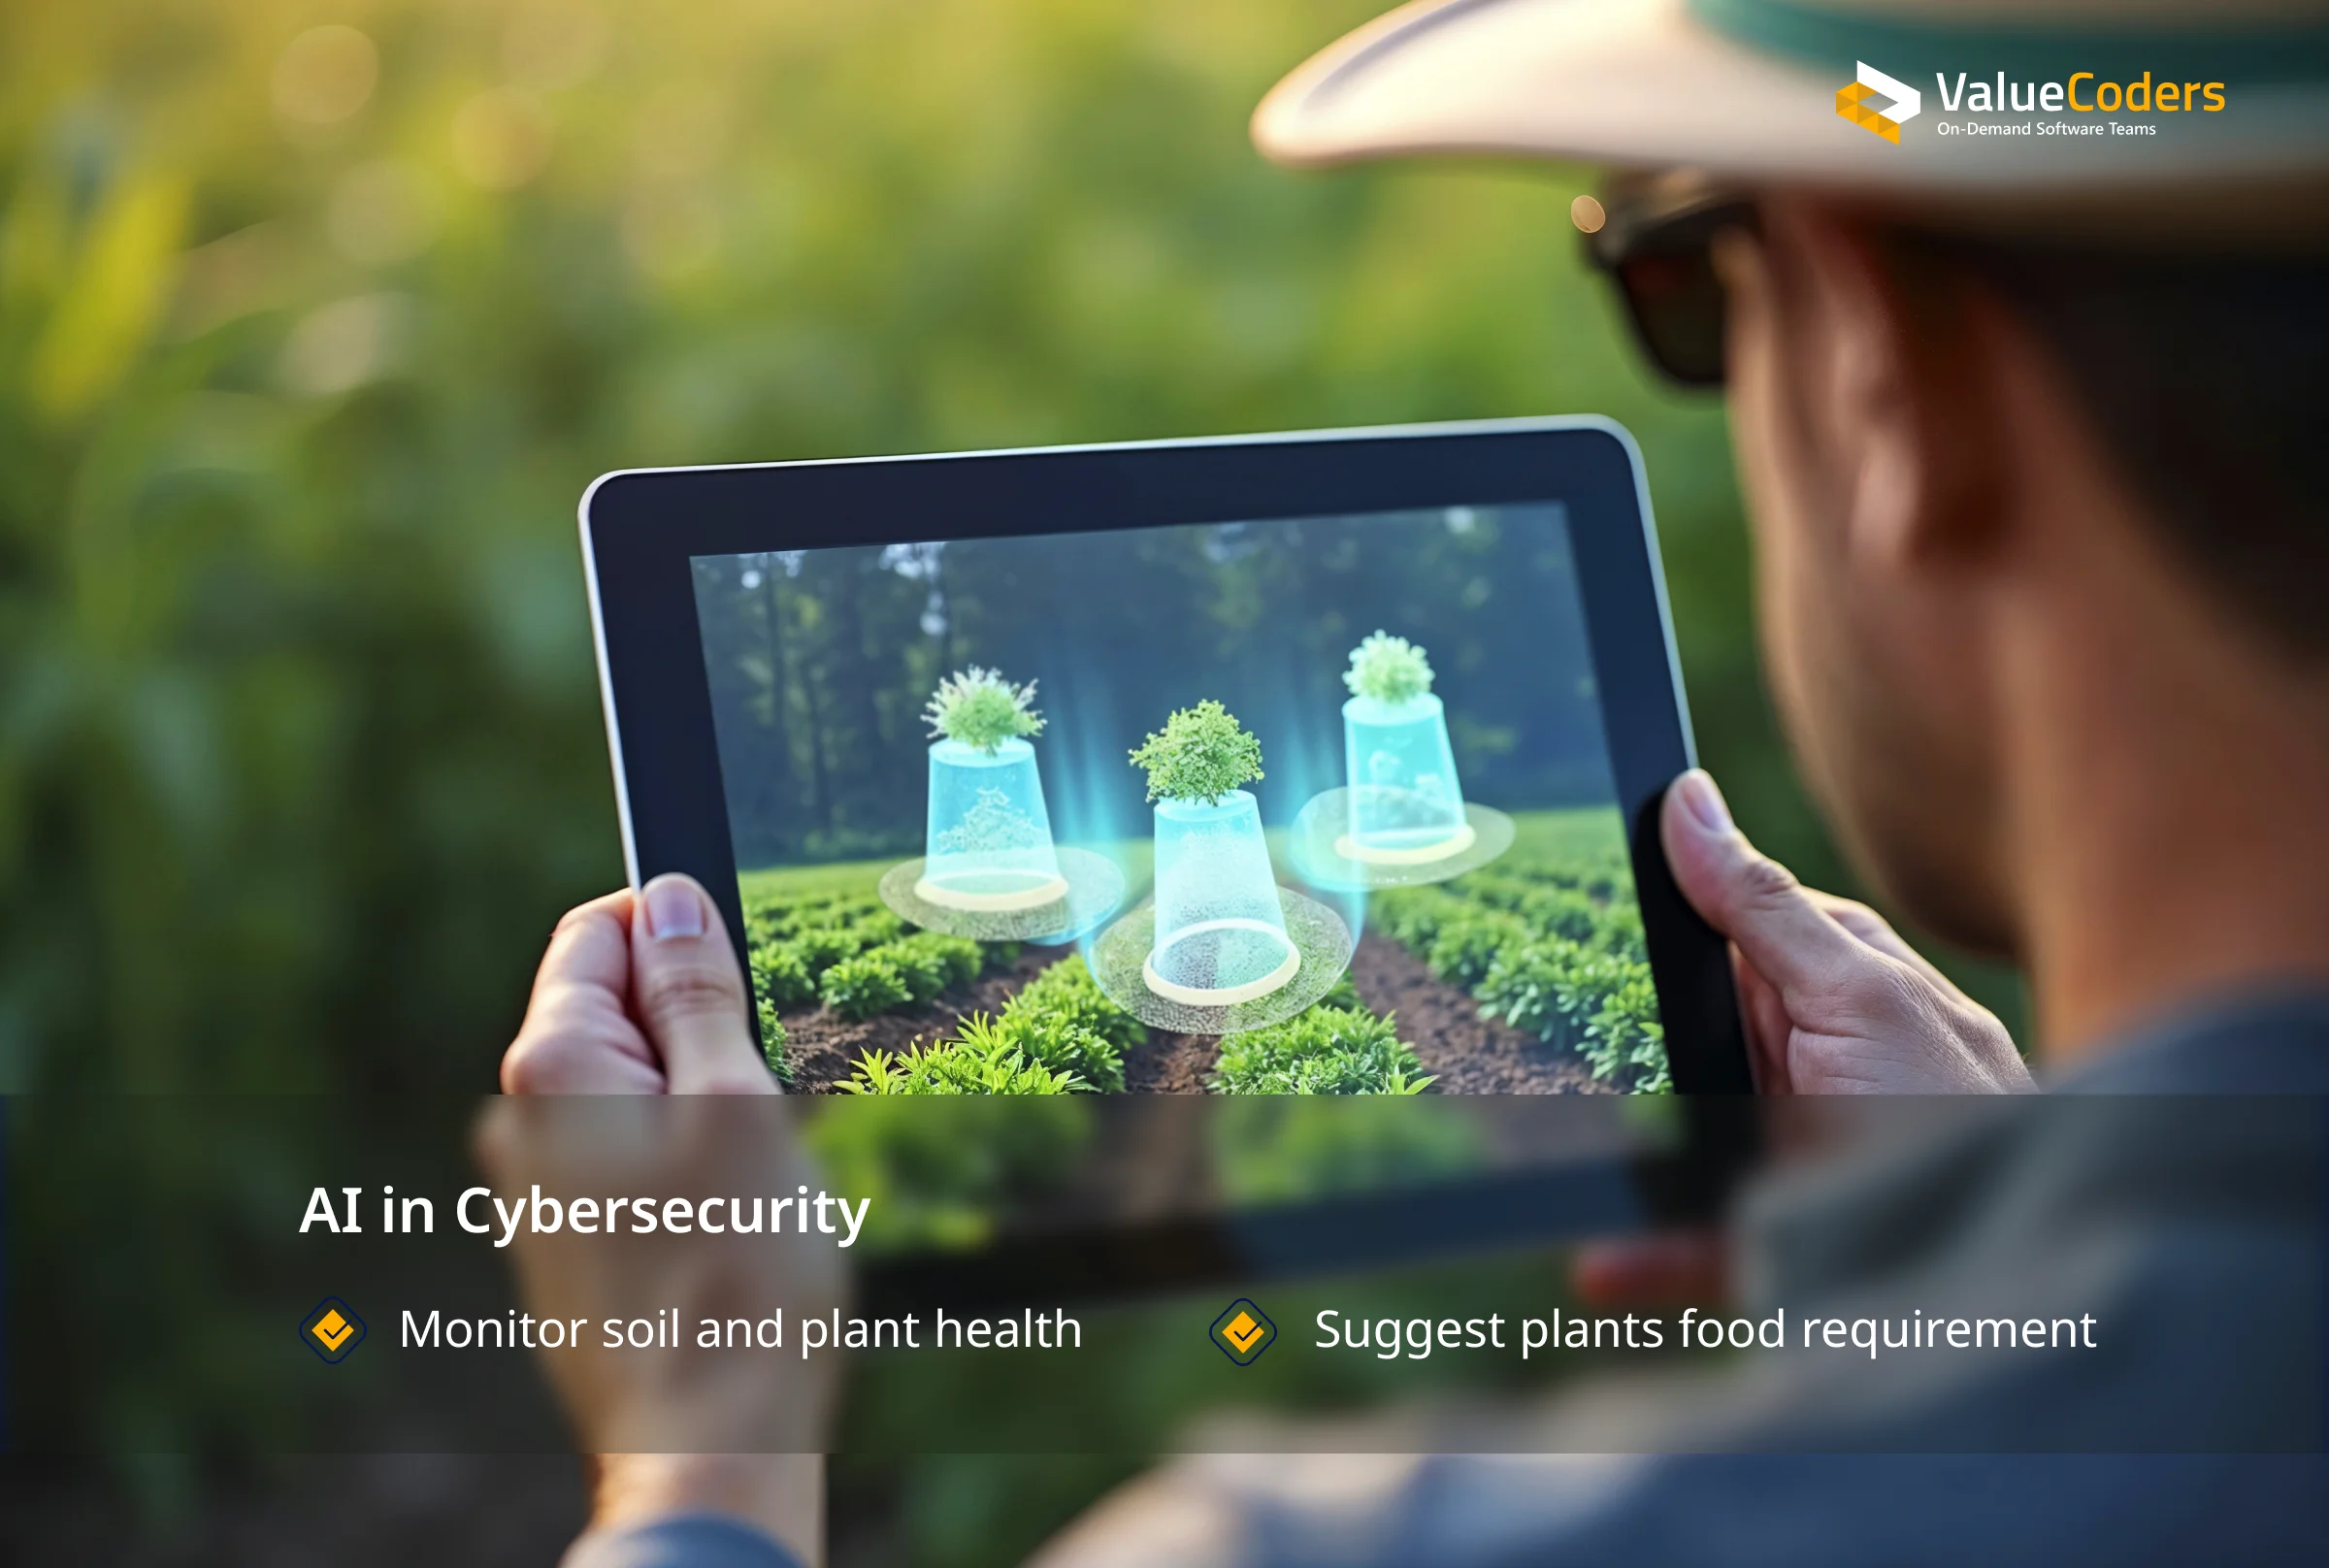 ValueCoders
On-Demand Software Teams
AI in Cybersecurity
Monitor soil and plant health
Suggest plants food requirement